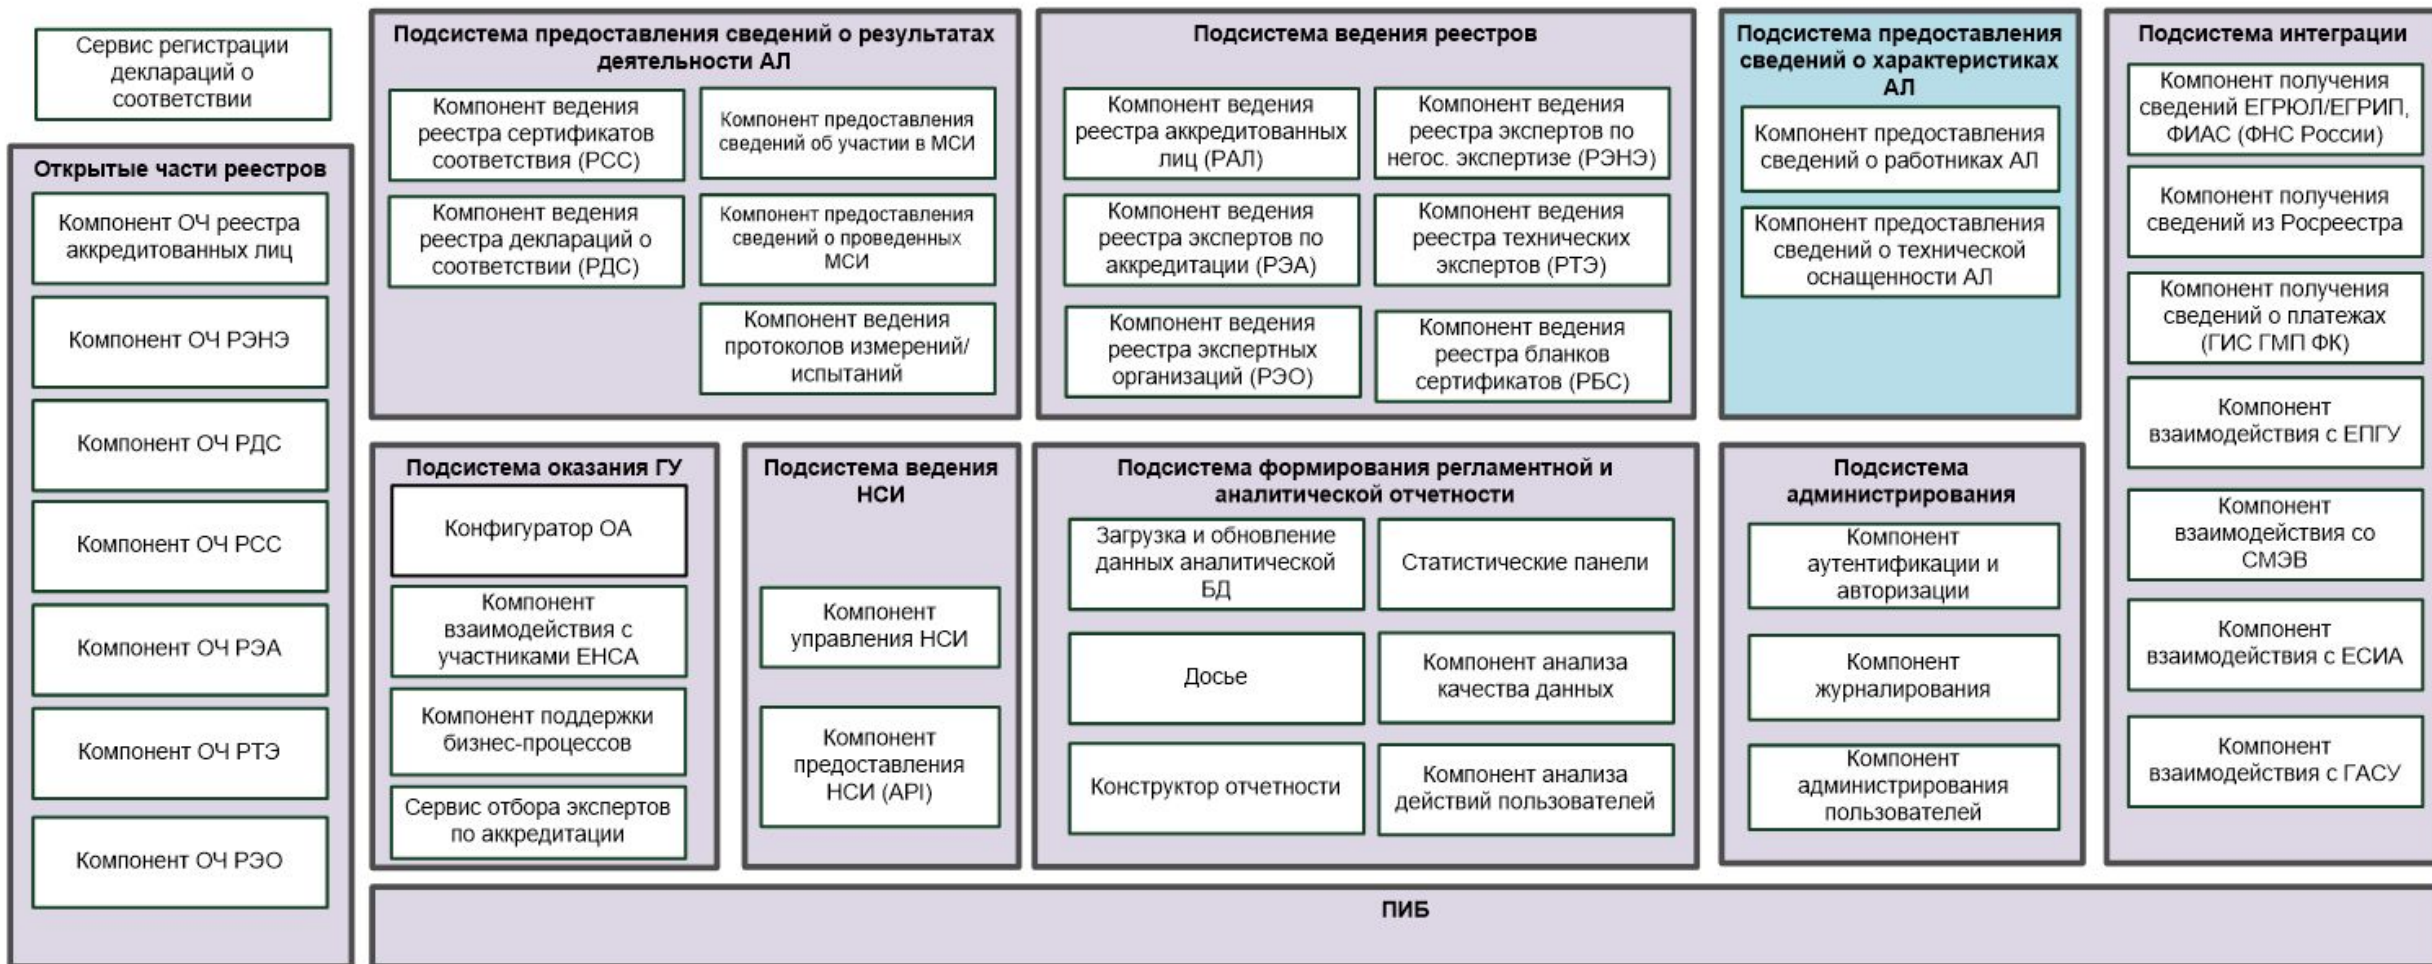 Сервис регистрации
деклараций о
соответствии
Открытые части реестров
Компонент ОЧ реестра
аккредитованных лиц
Компонент ОЧ РЭНЭ
Компонент ОЧ РДС
Компонент ОЧ РСС
Компонент ОЧ РЭА
Компонент ОЧ РТЭ
Компонент ОЧ РЭО
Подсистема предоставления сведений о результатах
деятельности АЛ
Компонент ведения
реестра сертификатов
соответствия (РСС)
Компонент предоставления
сведений об участии в МСИ
Компонент ведения
реестра деклараций о
соответствии (РДС)
Компонент предоставления
сведений о проведенных
МСИ
Компонент ведения
протоколов измерений/
испытаний
Подсистема ведения реестров
Компонент ведения
реестра аккредитованных
лиц (РАЛ)
Компонент ведения
реестра экспертов по
негос. экспертизе (РЭНЭ)
Компонент ведения
реестра экспертов по
аккредитации (РЭА)
Компонент ведения
реестра технических
экспертов (РТЭ)
Компонент ведения
реестра экспертных
организаций (РЭО)
Компонент ведения
реестра бланков
сертификатов (РБС)
Подсистема предоставления
сведений о характеристиках
АЛ
Компонент предоставления
сведений о работниках АЛ
Компонент предоставления
сведений о технической
оснащенности АЛ
Подсистема интеграции
Компонент получения
сведений ЕГРЮЛ/ЕГРИП,
ФИАС (ФНС России)
Компонент получения
сведений из Росреестра
Компонент получения
сведений о платежах
(ГИС ГМП ФК)
Компонент
взаимодействия с ЕПГУ
Компонент
взаимодействия со
СМЭВ
Компонент
взаимодействия с ЕСИА
Компонент
взаимодействия с ГАСУ
Подсистема оказания ГУ
Конфигуратор ОА
Компонент
взаимодействия с
участниками ЕНСА
Компонент поддержки
бизнес-процессов
Сервис отбора экспертов
по аккредитации
Подсистема ведения
НСИ
Компонент
управления НСИ
Компонент
предоставления
НСИ (API)
Подсистема формирования регламентной и
аналитической отчетности
Загрузка и обновление
данных аналитической
БД
Статистические панели
Досье
Компонент анализа
качества данных
Конструктор отчетности
Компонент анализа
действий пользователей
Подсистема
администрирования
Компонент
аутентификации и
авторизации
Компонент
журналирования
Компонент
администрирования
пользователей
ПИБ